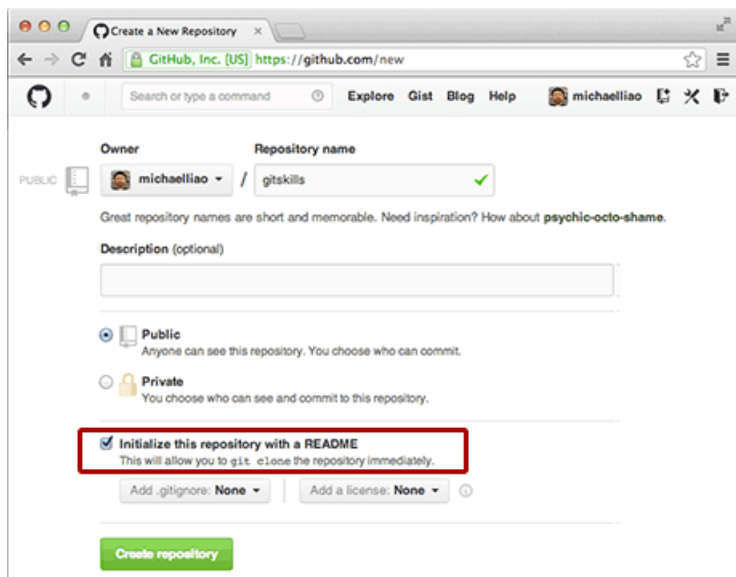 Create a New Repository ×
GitHub, Inc. [US] https://github.com/new
Search or type a command Explore Gist Blog Help michaelliao
Owner Repository name
PUBLIC michaelliao / gitskills
Great repository names are short and memorable. Need inspiration? How about psychic-octo-shame.
Description (optional)
Public
Anyone can see this repository. You choose who can commit.
Private
You choose who can see and commit to this repository.
Initialize this repository with a README
This will allow you to git clone the repository immediately.
Add .gitignore: None Add a license: None
Create repository